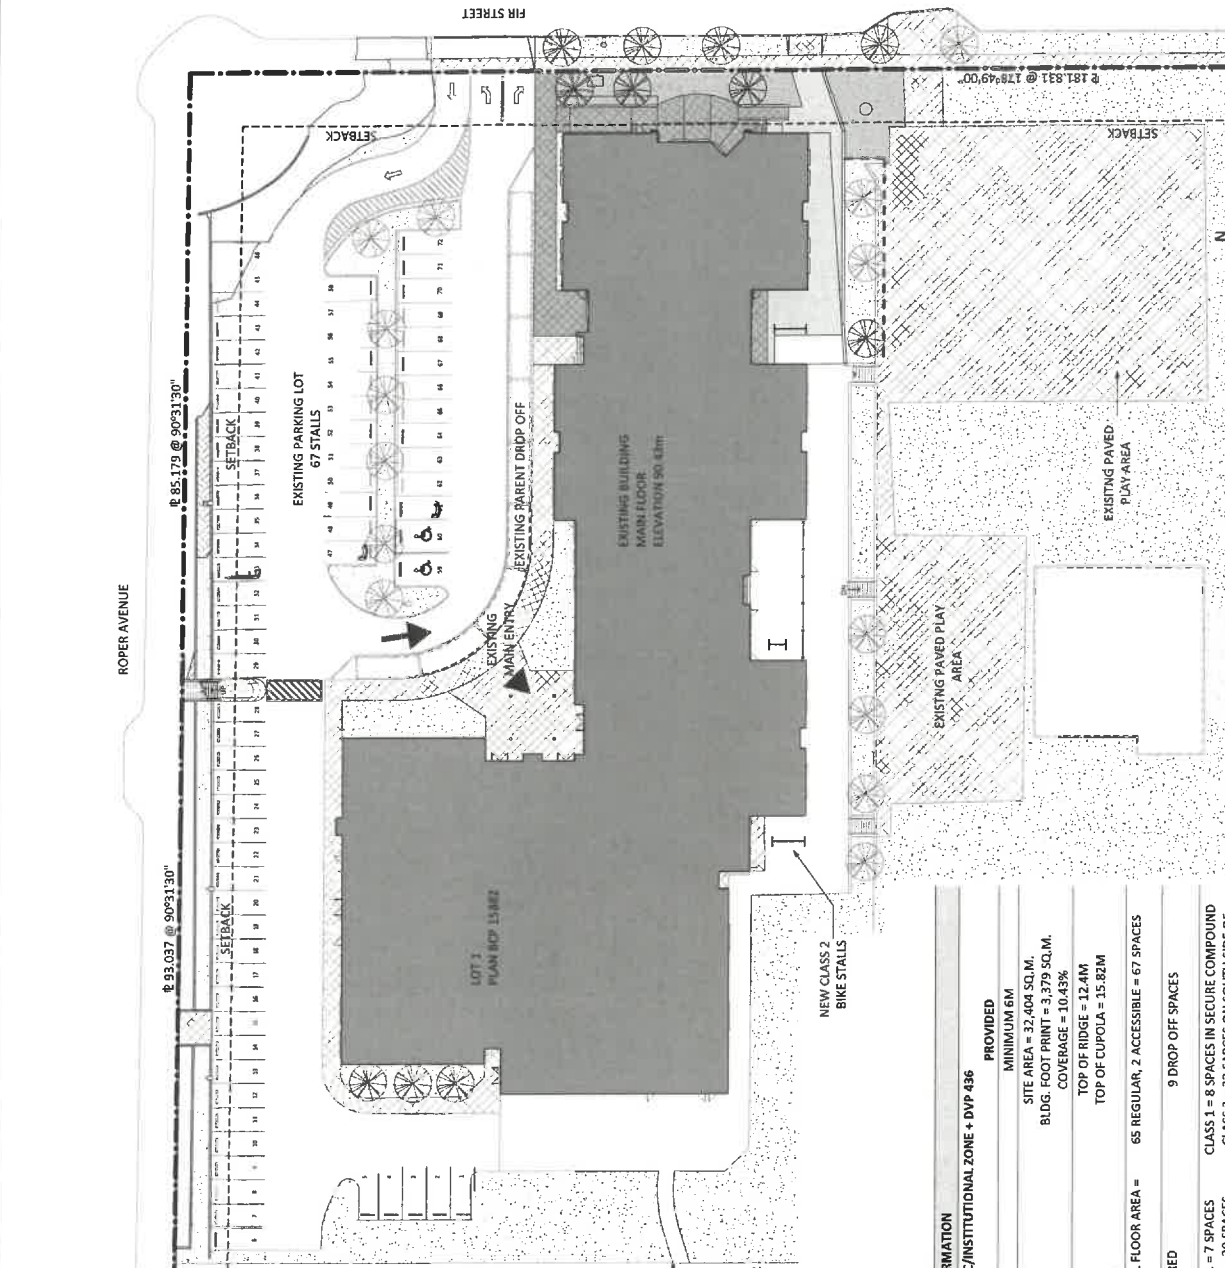 FIR STREET
SETBACK
℄ 181.831 @ 178°49'00"
SETBACK
ROPER AVENUE
℄ 85.179 @ 90°31'30"
SETBACK
℄ 93.037 @ 90°31'30"
SETBACK
EXISTING PARKING LOT
67 STALLS
EXISTING PARENT DROP OFF
EXISTING
MAIN ENTRY
EXISTING BUILDING
MAIN FLOOR
ELEVATION 90.43m
LOT 1
PLAN BCP 15882
EXISITNG PAVED
PLAY AREA
EXISTNG PAVED PLAY
AREA
NEW CLASS 2
BIKE STALLS
N
RMATION
C/INSTITUTIONAL ZONE + DVP 436
PROVIDED
MINIMUM 6M
SITE AREA = 32,404 SQ.M.
BLDG. FOOT PRINT = 3,379 SQ.M.
COVERAGE = 10.43%
TOP OF RIDGE = 12.4M
TOP OF CUPOLA = 15.82M
FLOOR AREA = 65 REGULAR, 2 ACCESSIBLE = 67 SPACES
RED 9 DROP OFF SPACES
= 7 SPACES CLASS 1 = 8 SPACES IN SECURE COMPOUND